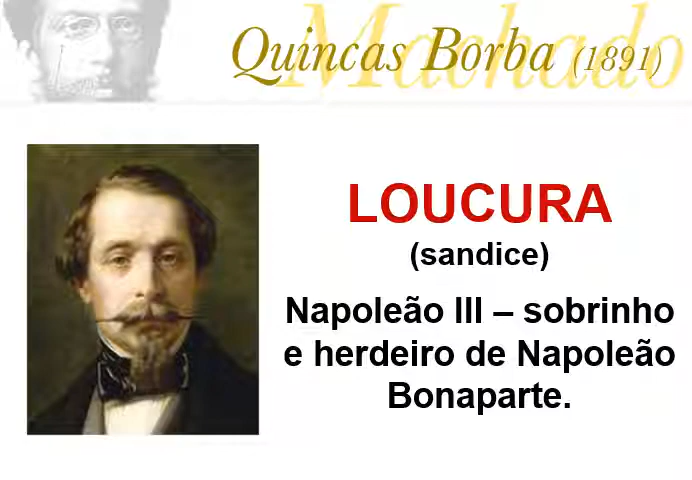 Machado
Quincas Borba (1891)
LOUCURA
(sandice)
Napoleão III – sobrinho
e herdeiro de Napoleão
Bonaparte.